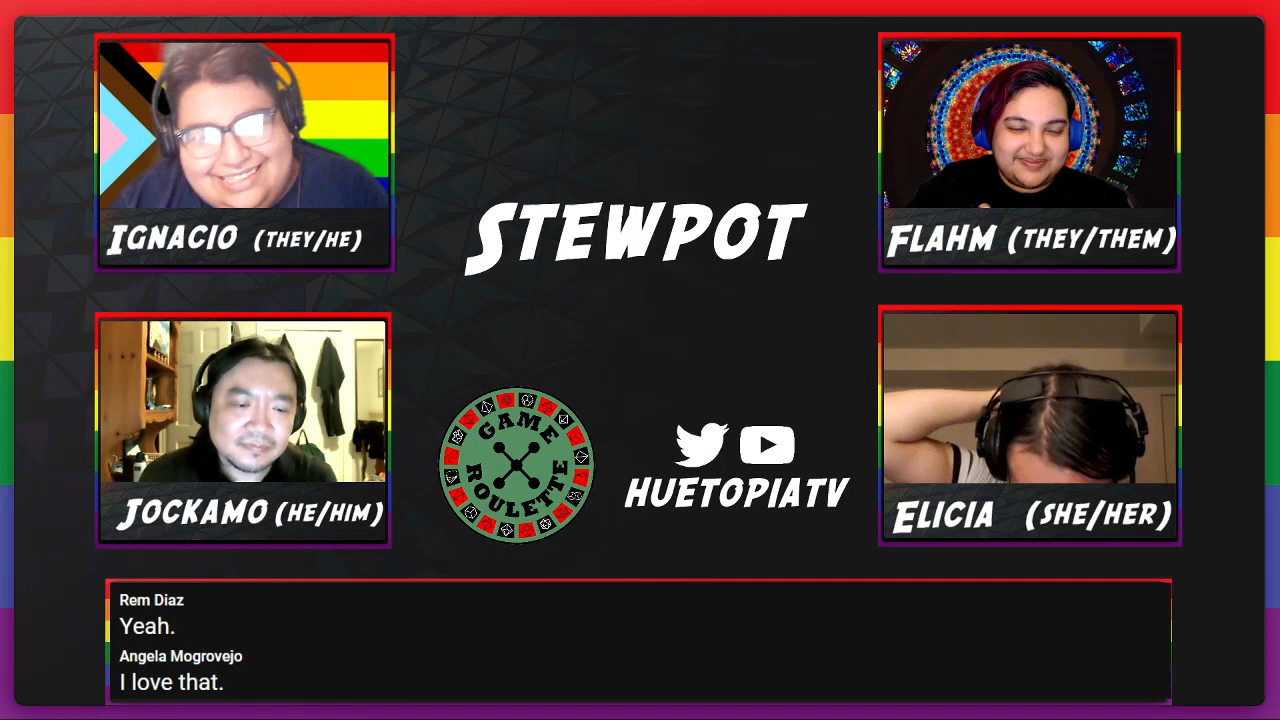 Ignacio (they/he)
Flahm (they/them)
Stewpot
Jockamo (he/him)
GAME
ROULETTE
HUETOPIATV
Elicia (she/her)
Rem Diaz
Yeah.
Angela Mogrovejo
I love that.